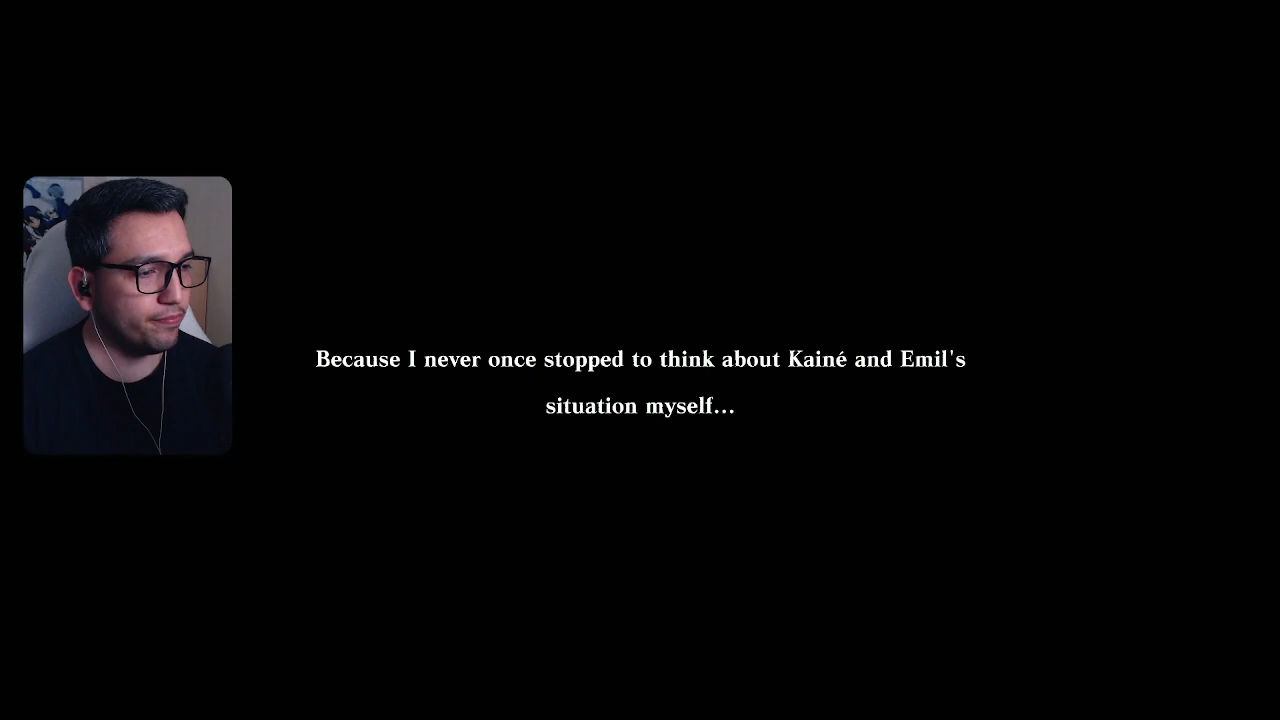 Because I never once stopped to think about Kainé and Emil's
situation myself...